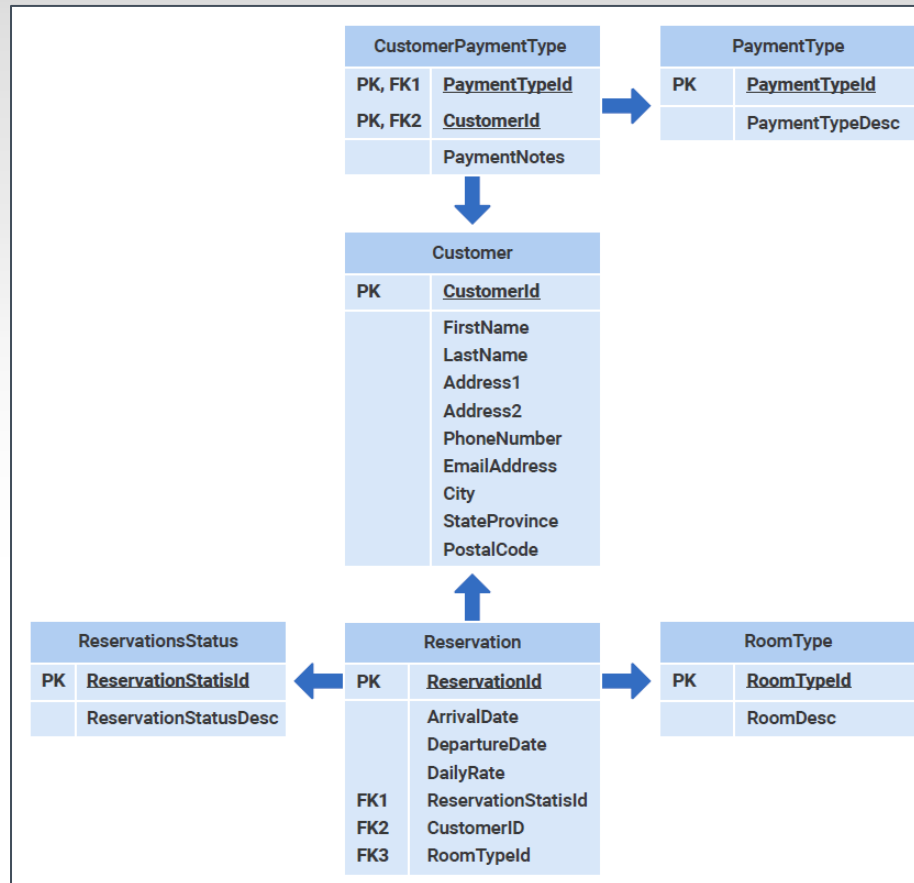 CustomerPaymentType
PK, FK1 PaymentTypeId
PK, FK2 CustomerId
PaymentNotes
PaymentType
PK PaymentTypeId
PaymentTypeDesc
Customer
PK CustomerId
FirstName
LastName
Address1
Address2
PhoneNumber
EmailAddress
City
StateProvince
PostalCode
ReservationsStatus
PK ReservationStatisId
ReservationStatusDesc
Reservation
PK ReservationId
ArrivalDate
DepartureDate
DailyRate
FK1 ReservationStatisId
FK2 CustomerID
FK3 RoomTypeId
RoomType
PK RoomTypeId
RoomDesc